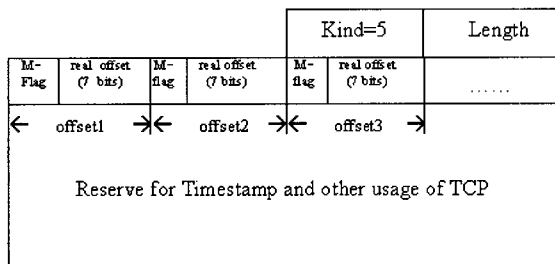 Kind=5 Length
M-Flag real offset (7 bits) M-flag real offset (7 bits) M-flag real offset (7 bits) ......
offset1 offset2 offset3
Reserve for Timestamp and other usage of TCP